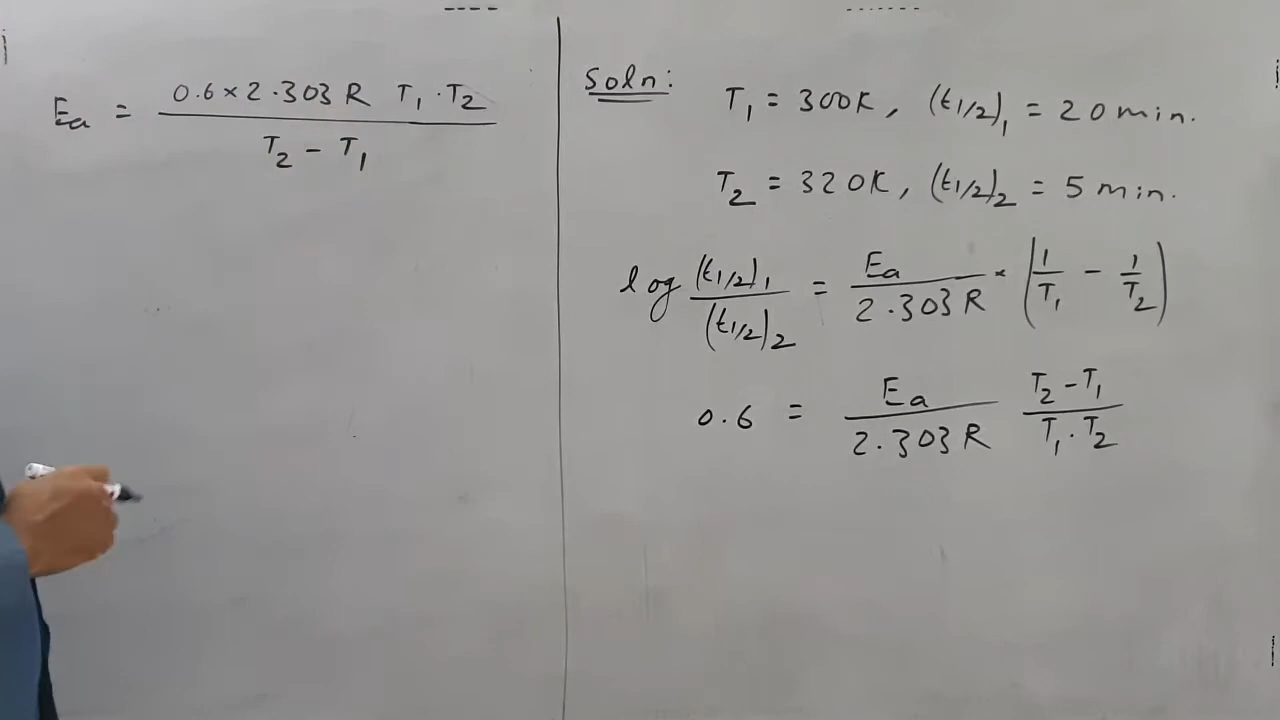 Eₐ = 0.6 × 2.303 R T₁ . T₂ / T₂ – T₁
Soln:
T₁ = 300K, (t1/2)₁ = 20 min.
T₂ = 320K, (t1/2)₂ = 5 min.
log (t1/2)₁ / (t1/2)₂ = Eₐ / 2.303 R × (1/T₁ – 1/T₂)
0.6 = Eₐ / 2.303 R T₂ – T₁ / T₁ . T₂